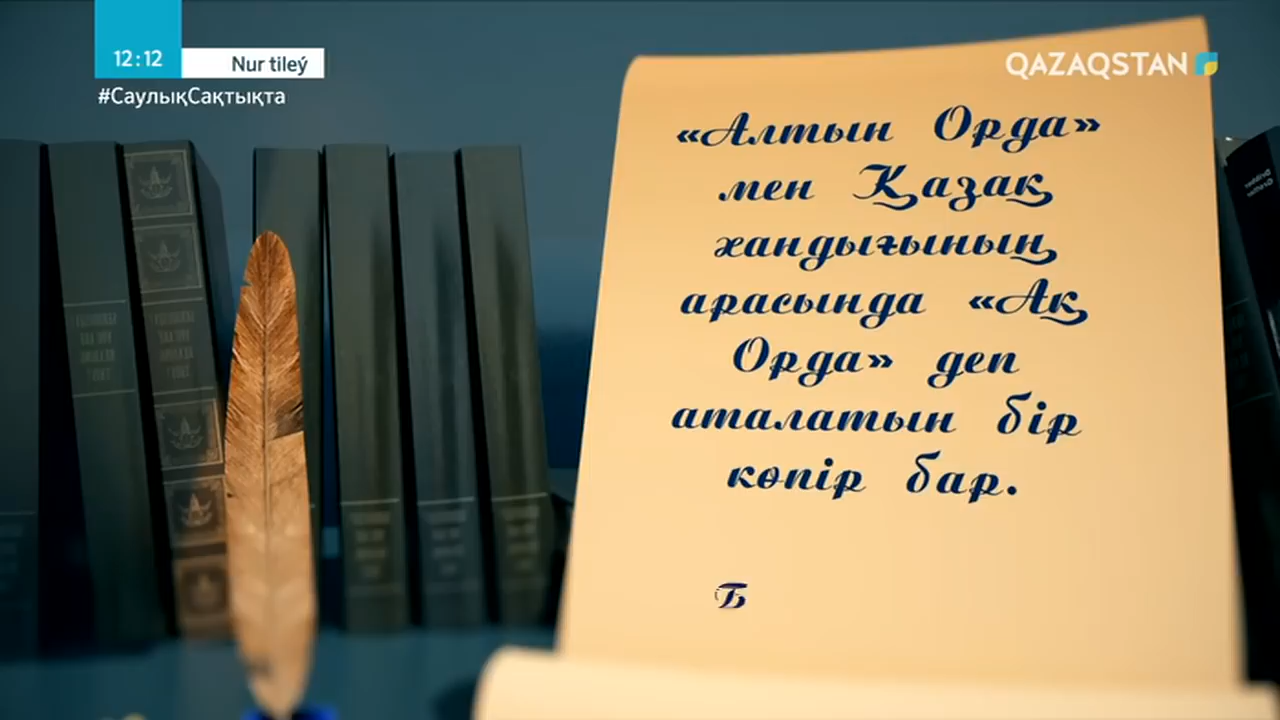 12:12
Nur tileý
#СаулықСақтықта
QAZAQSTAN
«Алтын Орда»
мен Қазақ
хандығының
арасында «Ақ
Орда» деп
аталатын бір
көпір бар.
Б